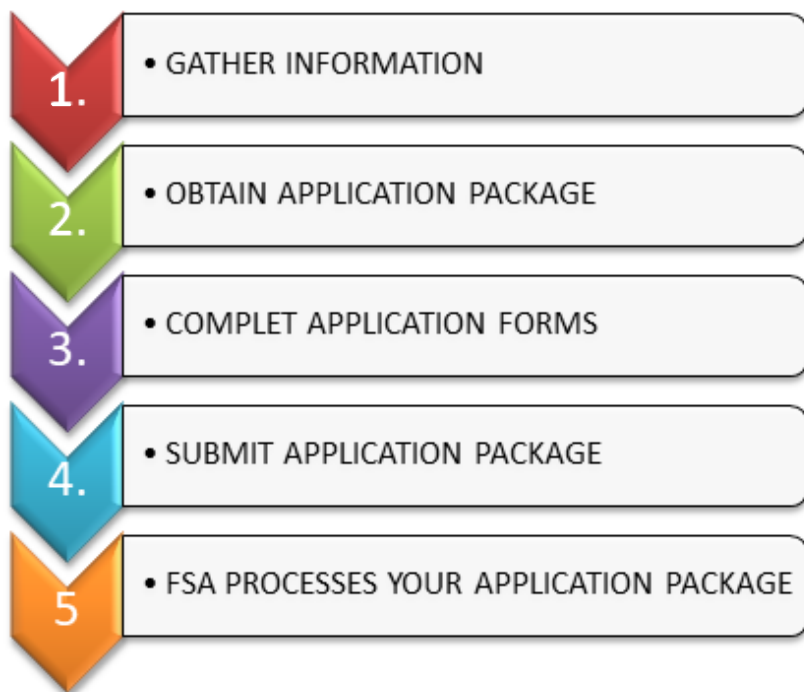 1. • GATHER INFORMATION
2. • OBTAIN APPLICATION PACKAGE
3. • COMPLET APPLICATION FORMS
4. • SUBMIT APPLICATION PACKAGE
5 • FSA PROCESSES YOUR APPLICATION PACKAGE